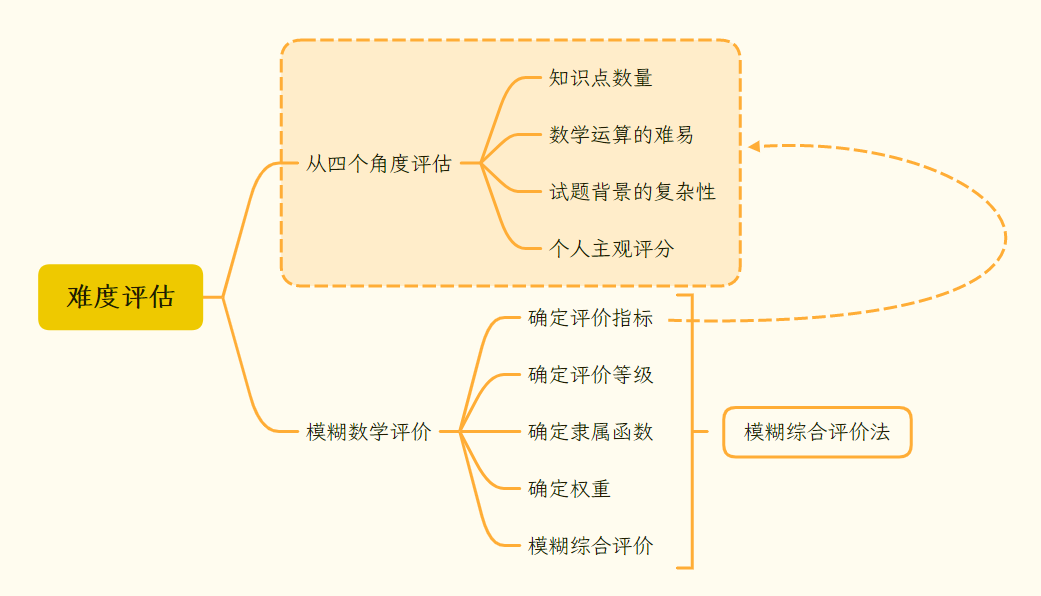 难度评估
从四个角度评估
知识点数量
数学运算的难易
试题背景的复杂性
个人主观评分
模糊数学评价
确定评价指标
确定评价等级
确定隶属函数
确定权重
模糊综合评价
模糊综合评价法